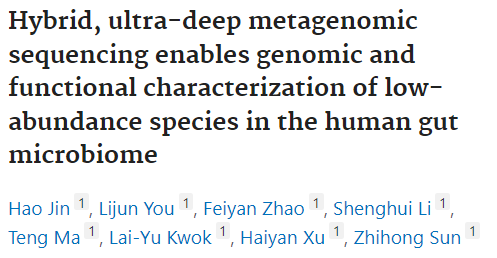 Hybrid, ultra-deep metagenomic
sequencing enables genomic and
functional characterization of low-
abundance species in the human gut
microbiome
Hao Jin 1, Lijun You 1, Feiyan Zhao 1, Shenghui Li 1,
Teng Ma 1, Lai-Yu Kwok 1, Haiyan Xu 1, Zhihong Sun 1